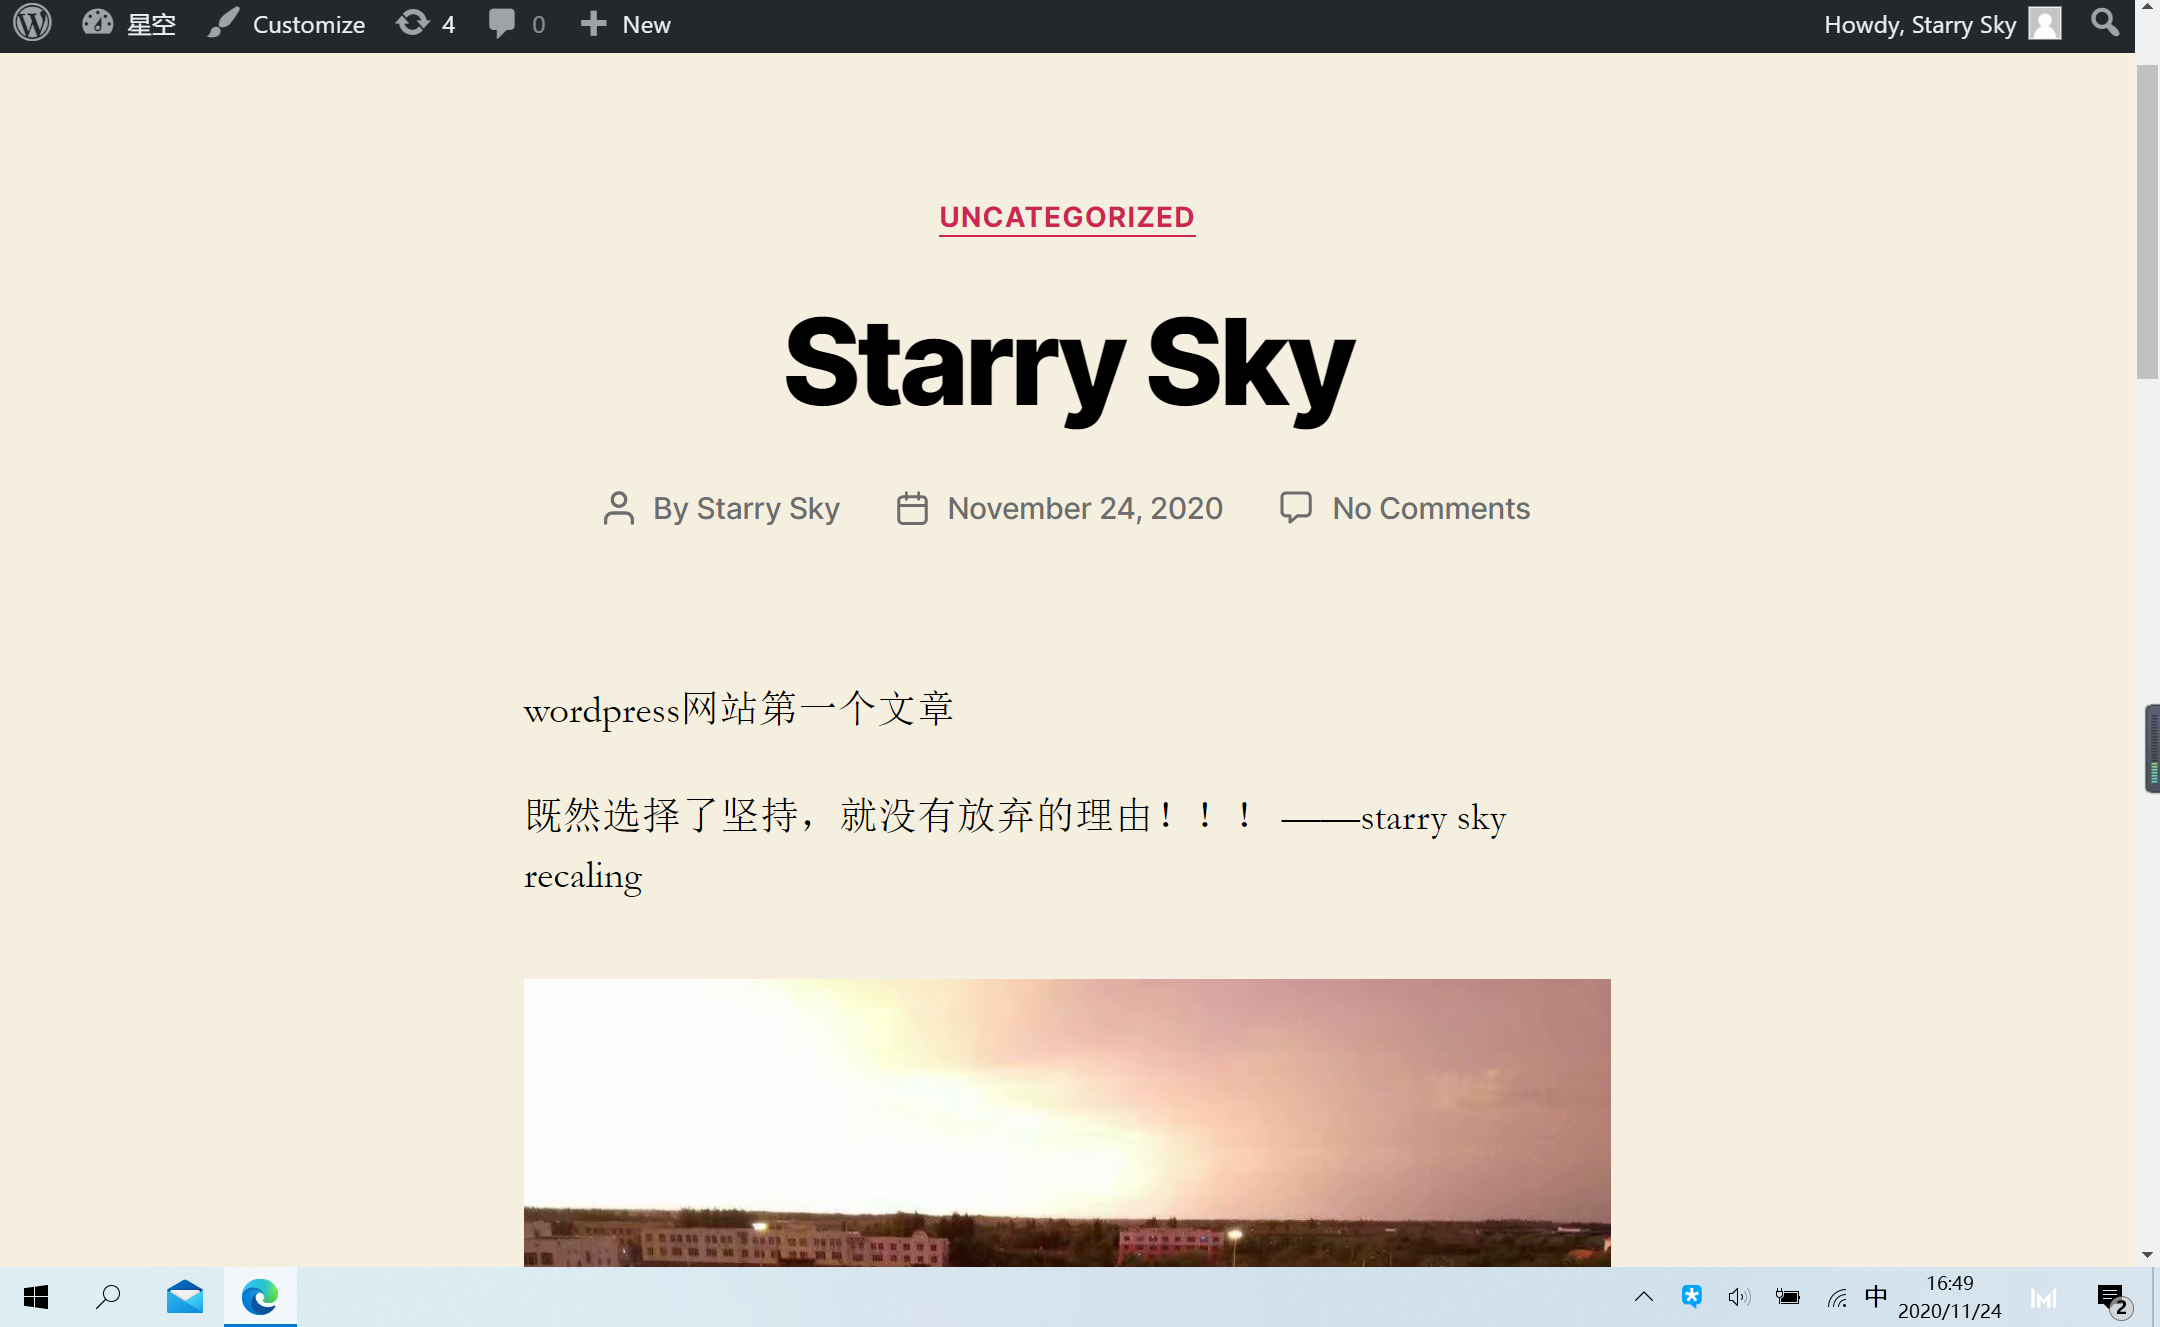 星空 Customize 4 0 New Howdy, Starry Sky
UNCATEGORIZED
Starry Sky
By Starry Sky November 24, 2020 No Comments
wordpress网站第一个文章
既然选择了坚持，就没有放弃的理由！！！ ——starry sky
recaling
中 16:49
2020/11/24
2